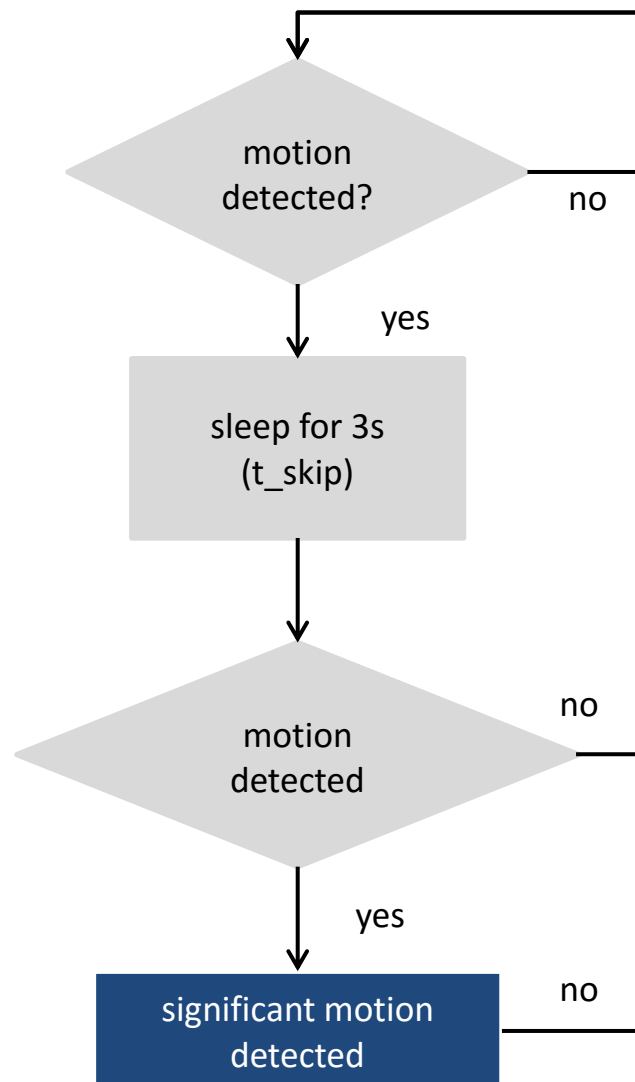 motion
detected?
no
yes
sleep for 3s
(t_skip)
no
motion
detected
yes
no
significant motion
detected